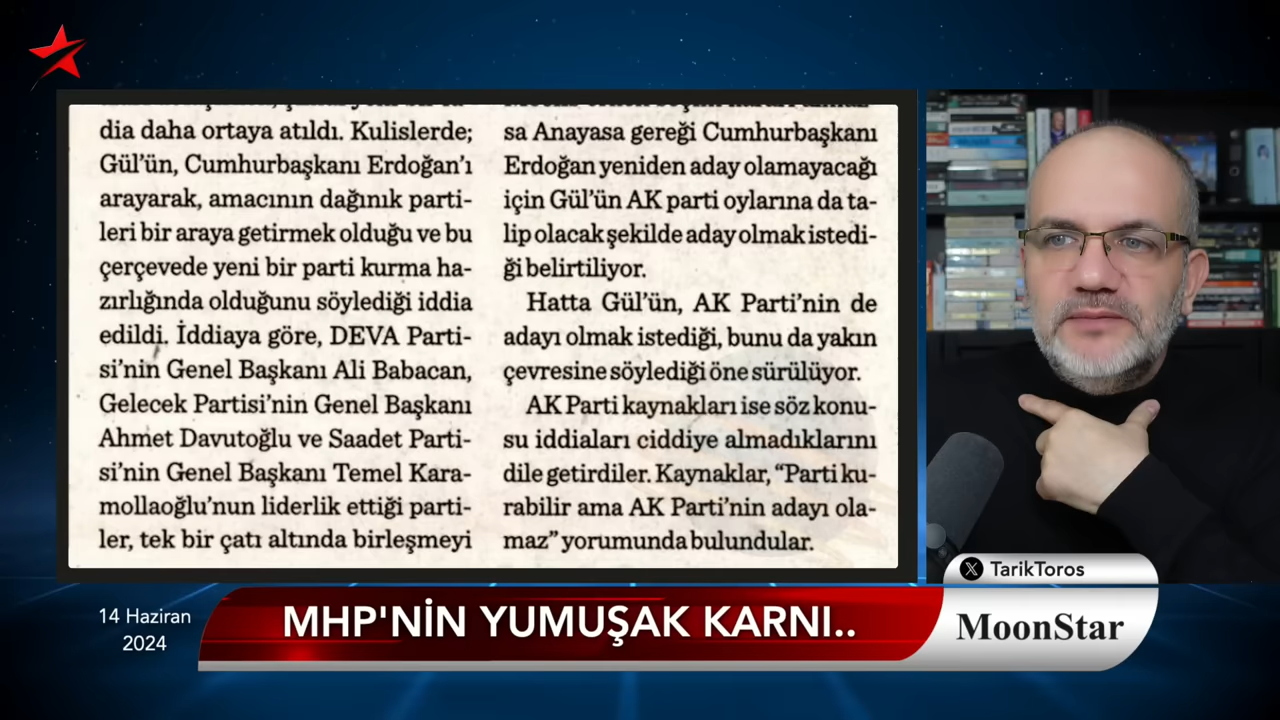 dia daha ortaya atıldı. Kulislerde;
Gül'ün, Cumhurbaşkanı Erdoğan'ı
arayarak, amacının dağınık parti-
leri bir araya getirmek olduğu ve bu
çerçevede yeni bir parti kurma ha-
zırlığında olduğunu söylediği iddia
edildi. İddiaya göre, DEVA Parti-
si'nin Genel Başkanı Ali Babacan,
Gelecek Partisi'nin Genel Başkanı
Ahmet Davutoğlu ve Saadet Parti-
si'nin Genel Başkanı Temel Kara-
mollaoğlu'nun liderlik ettiği parti-
ler, tek bir çatı altında birleşmeyi
sa Anayasa gereği Cumhurbaşkanı
Erdoğan yeniden aday olamayacağı
için Gül'ün AK parti oylarına da ta-
lip olacak şekilde aday olmak istedi-
ği belirtiliyor.
Hatta Gül'ün, AK Parti'nin de
adayı olmak istediği, bunu da yakın
çevresine söylediği öne sürülüyor.
AK Parti kaynakları ise söz konu-
su iddiaları ciddiye almadıklarını
dile getirdiler. Kaynaklar, “Parti ku-
rabilir ama AK Parti'nin adayı ola-
maz” yorumunda bulundular.
X TarikToros
14 Haziran
2024
MHP'NİN YUMUŞAK KARNI..
MoonStar